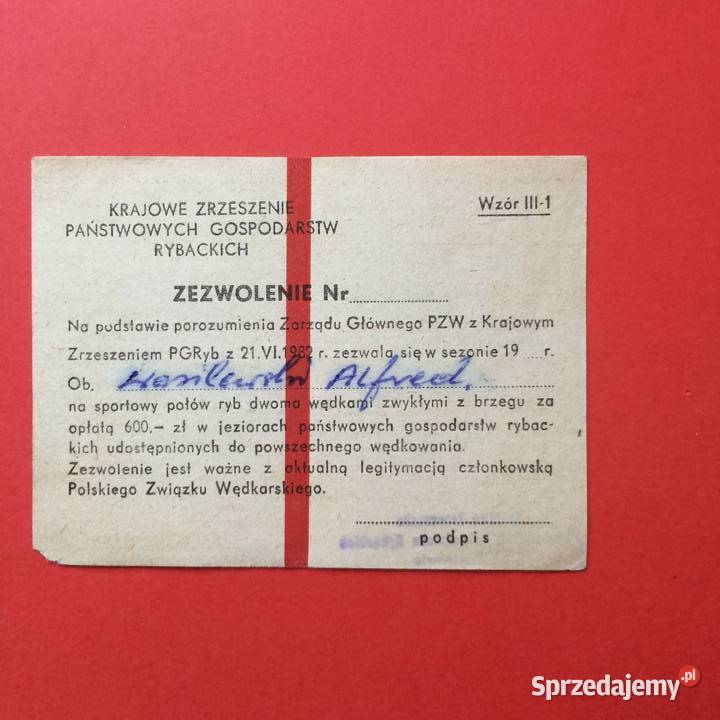 KRAJOWE ZRZESZENIE
PAŃSTWOWYCH GOSPODARSTW
RYBACKICH
Wzór III-1
ZEZWOLENIE Nr
Na podstawie porozumienia Zarządu Głównego PZW z Krajowym
Zrzeszeniem PGRyb z 21.VI.1982 r. zezwala się w sezonie 19 r.
Ob. Wasilewski Alfred
na sportowy połów ryb dwoma wędkami zwykłymi z brzegu za
opłatą 600,– zł w jeziorach państwowych gospodarstw rybac-
kich udostępnionych do powszechnego wędkowania.
Zezwolenie jest ważne z aktualną legitymacją członkowską
Polskiego Związku Wędkarskiego.
podpis
Sprzedajemy.pl